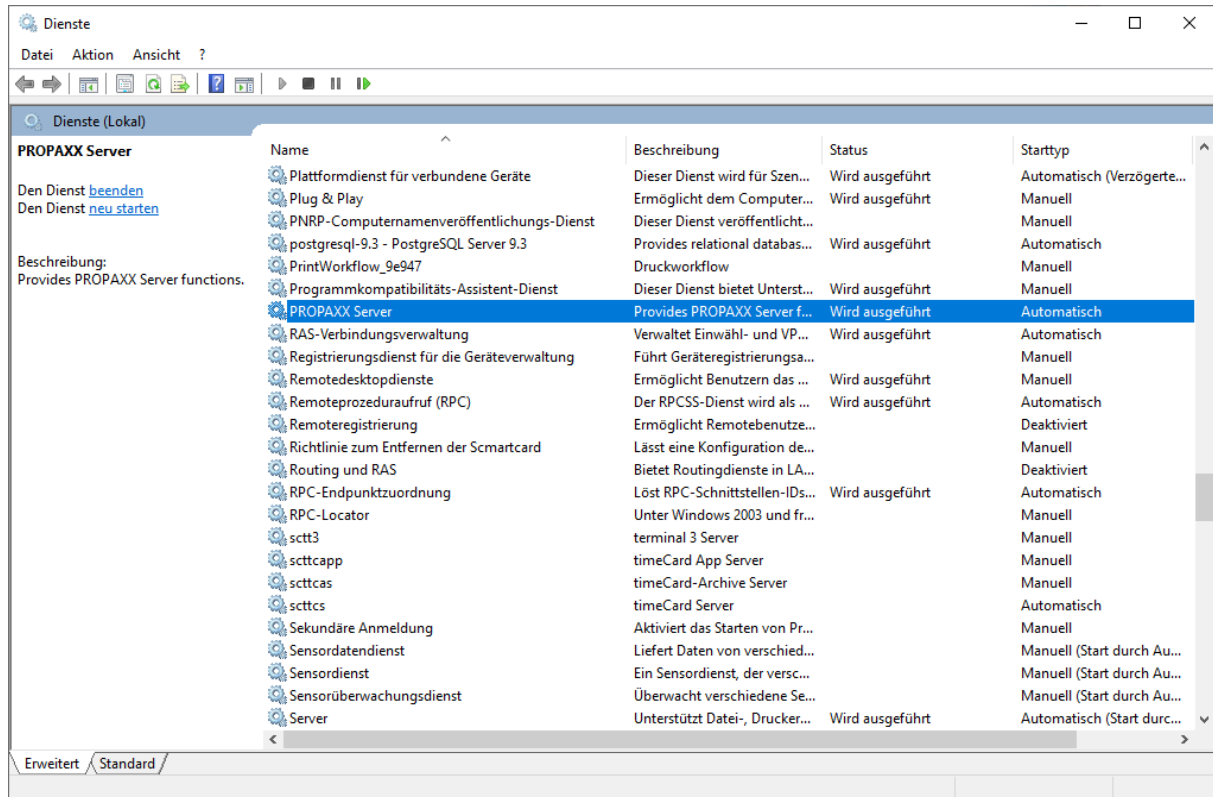 Dienste
Datei Aktion Ansicht ?
Dienste (Lokal)
PROPAXX Server
Den Dienst beenden
Den Dienst neu starten
Beschreibung:
Provides PROPAXX Server functions.
Name Beschreibung Status Starttyp
Plattformdienst für verbundene Geräte Dieser Dienst wird für Szen... Wird ausgeführt Automatisch (Verzögerte...
Plug & Play Ermöglicht dem Computer... Wird ausgeführt Manuell
PNRP-Computernamenveröffentlichungs-Dienst Dieser Dienst veröffentlicht... Manuell
postgresql-9.3 - PostgreSQL Server 9.3 Provides relational databas... Wird ausgeführt Automatisch
PrintWorkflow_9e947 Druckworkflow Manuell
Programmkompatibilitäts-Assistent-Dienst Dieser Dienst bietet Unterst... Wird ausgeführt Manuell
PROPAXX Server Provides PROPAXX Server f... Wird ausgeführt Automatisch
RAS-Verbindungsverwaltung Verwaltet Einwähl- und VP... Wird ausgeführt Automatisch
Registrierungsdienst für die Geräteverwaltung Führt Geräteregistrierungsa... Manuell
Remotedesktopdienste Ermöglicht Benutzern das ... Wird ausgeführt Manuell
Remoteprozeduraufruf (RPC) Der RPCSS-Dienst wird als ... Wird ausgeführt Automatisch
Remoteregistrierung Ermöglicht Remotebenutze... Deaktiviert
Richtlinie zum Entfernen der Scmartcard Lässt eine Konfiguration de... Manuell
Routing und RAS Bietet Routingdienste in LA... Deaktiviert
RPC-Endpunktzuordnung Löst RPC-Schnittstellen-IDs... Wird ausgeführt Automatisch
RPC-Locator Unter Windows 2003 und fr... Manuell
sctt3 terminal 3 Server Manuell
scttcapp timeCard App Server Manuell
scttcas timeCard-Archive Server Manuell
scttcs timeCard Server Automatisch
Sekundäre Anmeldung Aktiviert das Starten von Pr... Manuell
Sensordatendienst Liefert Daten von verschied... Manuell (Start durch Au...
Sensordienst Ein Sensordienst, der versc... Manuell (Start durch Au...
Sensorüberwachungsdienst Überwacht verschiedene Se... Manuell (Start durch Au...
Server Unterstützt Datei-, Drucker... Wird ausgeführt Automatisch (Start durc...
Erweitert Standard